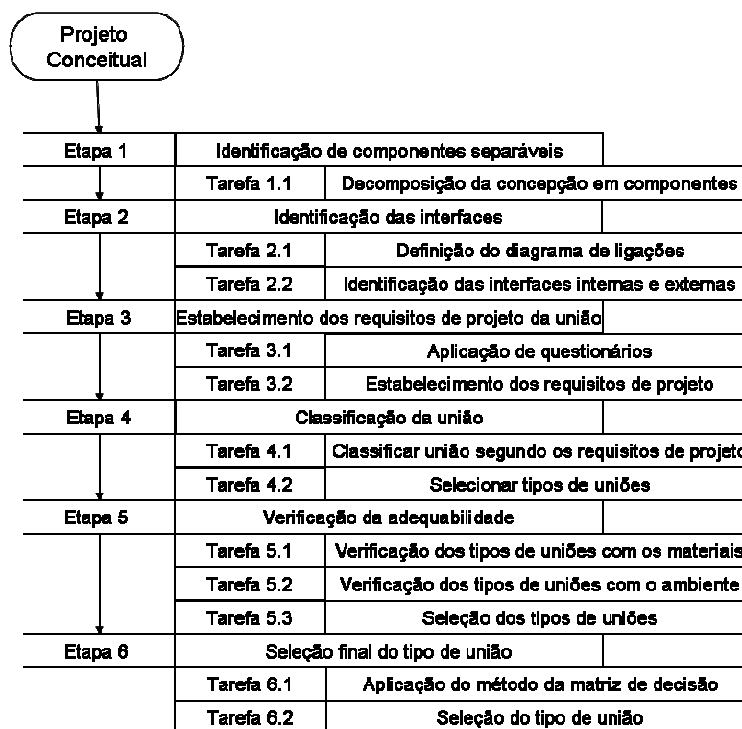 Projeto
Conceitual
Etapa 1 Identificação de componentes separáveis
Tarefa 1.1 Decomposição da concepção em componentes
Etapa 2 Identificação das interfaces
Tarefa 2.1 Definição do diagrama de ligações
Tarefa 2.2 Identificação das interfaces internas e externas
Etapa 3 Estabelecimento dos requisitos de projeto da união
Tarefa 3.1 Aplicação de questionários
Tarefa 3.2 Estabelecimento dos requisitos de projeto
Etapa 4 Classificação da união
Tarefa 4.1 Classificar união segundo os requisitos de projeto
Tarefa 4.2 Selecionar tipos de uniões
Etapa 5 Verificação da adequabilidade
Tarefa 5.1 Verificação dos tipos de uniões com os materiais
Tarefa 5.2 Verificação dos tipos de uniões com o ambiente
Tarefa 5.3 Seleção dos tipos de uniões
Etapa 6 Seleção final do tipo de união
Tarefa 6.1 Aplicação do método da matriz de decisão
Tarefa 6.2 Seleção do tipo de união